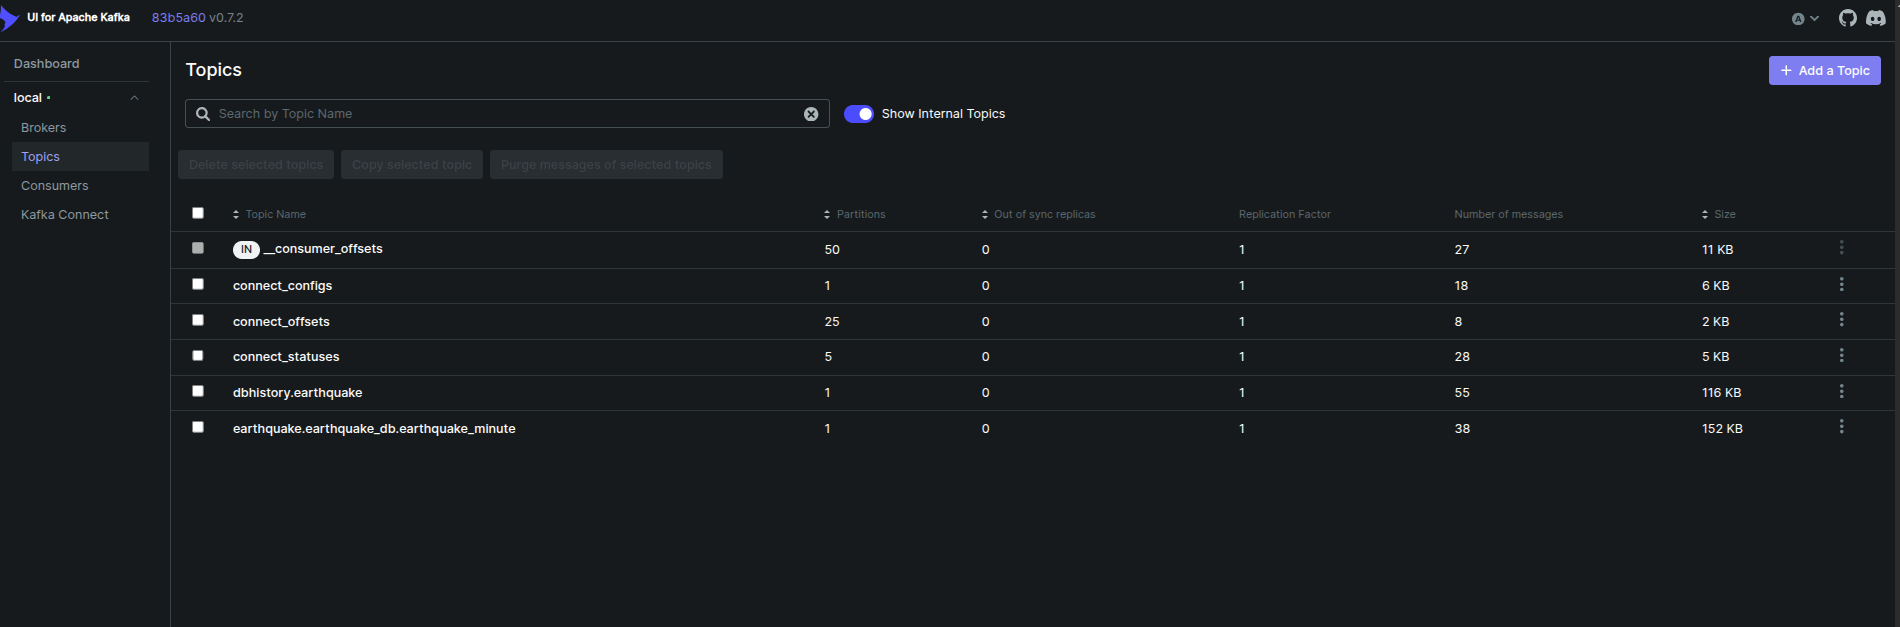 UI for Apache Kafka 83b5a60 v0.7.2 A
Dashboard
local
Brokers
Topics
Consumers
Kafka Connect
Topics
Add a Topic
Search by Topic Name
Show Internal Topics
Delete selected topics Copy selected topic Purge messages of selected topics
Topic Name Partitions Out of sync replicas Replication Factor Number of messages Size
IN __consumer_offsets 50 0 1 27 11 KB
connect_configs 1 0 1 18 6 KB
connect_offsets 25 0 1 8 2 KB
connect_statuses 5 0 1 28 5 KB
dbhistory.earthquake 1 0 1 55 116 KB
earthquake.earthquake_db.earthquake_minute 1 0 1 38 152 KB